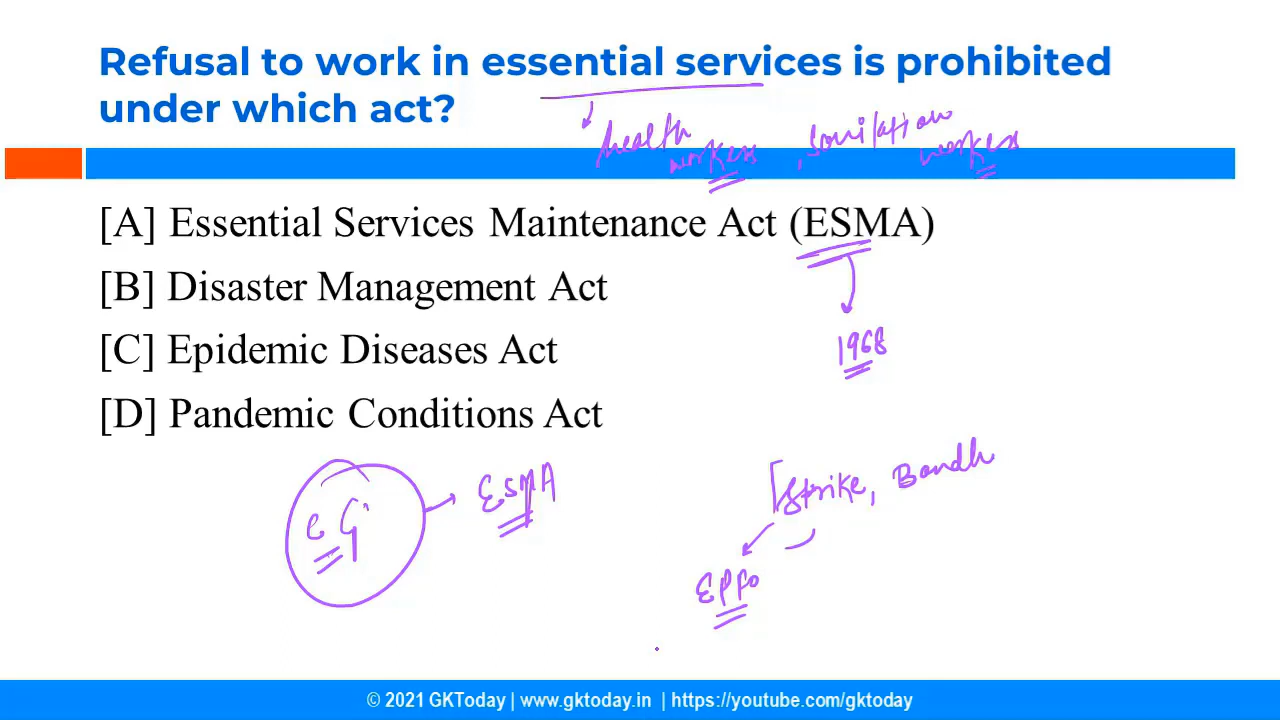 Refusal to work in essential services is prohibited
under which act?
health
workers
, sanitation
workers
[A] Essential Services Maintenance Act (ESMA)
[B] Disaster Management Act
1968
[C] Epidemic Diseases Act
[D] Pandemic Conditions Act
ESMA
[Strike, Bandh
EPFO
© 2021 GKToday | www.gktoday.in | https://youtube.com/gktoday